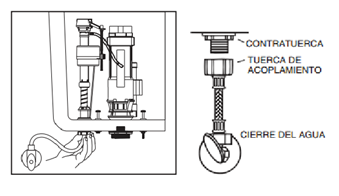 CONTRATUERCA
TUERCA DE
ACOPLAMIENTO
CIERRE DEL AGUA